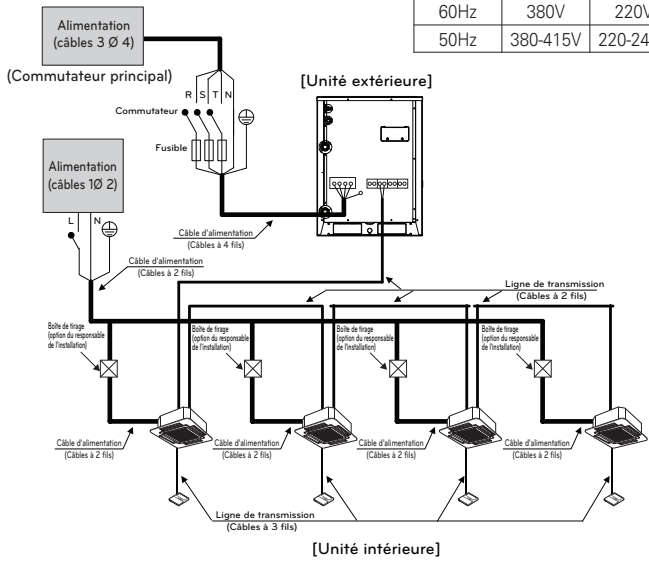 60Hz 380V
50Hz 380-415V
Alimentation
(câbles 3 Ø 4)
(Commutateur principal)
[Unité extérieure]
R S T N
Commutateur
Fusible
Alimentation
(câbles 1Ø 2)
L N
Câble d'alimentation
(Câbles à 4 fils)
Câble d'alimentation
(Câbles à 2 fils)
Ligne de transmission
(Câbles à 2 fils)
Boîte de tirage
(option du responsable
de l'installation)
Boîte de tirage
(option du responsable
de l'installation)
Boîte de tirage
(option du responsable
de l'installation)
Boîte de tirage
(option du responsable
de l'installation)
Câble d'alimentation
(Câbles à 2 fils)
Câble d'alimentation
(Câbles à 2 fils)
Câble d'alimentation
(Câbles à 2 fils)
Câble d'alimentation
(Câbles à 2 fils)
Ligne de transmission
(Câbles à 3 fils)
[Unité intérieure]